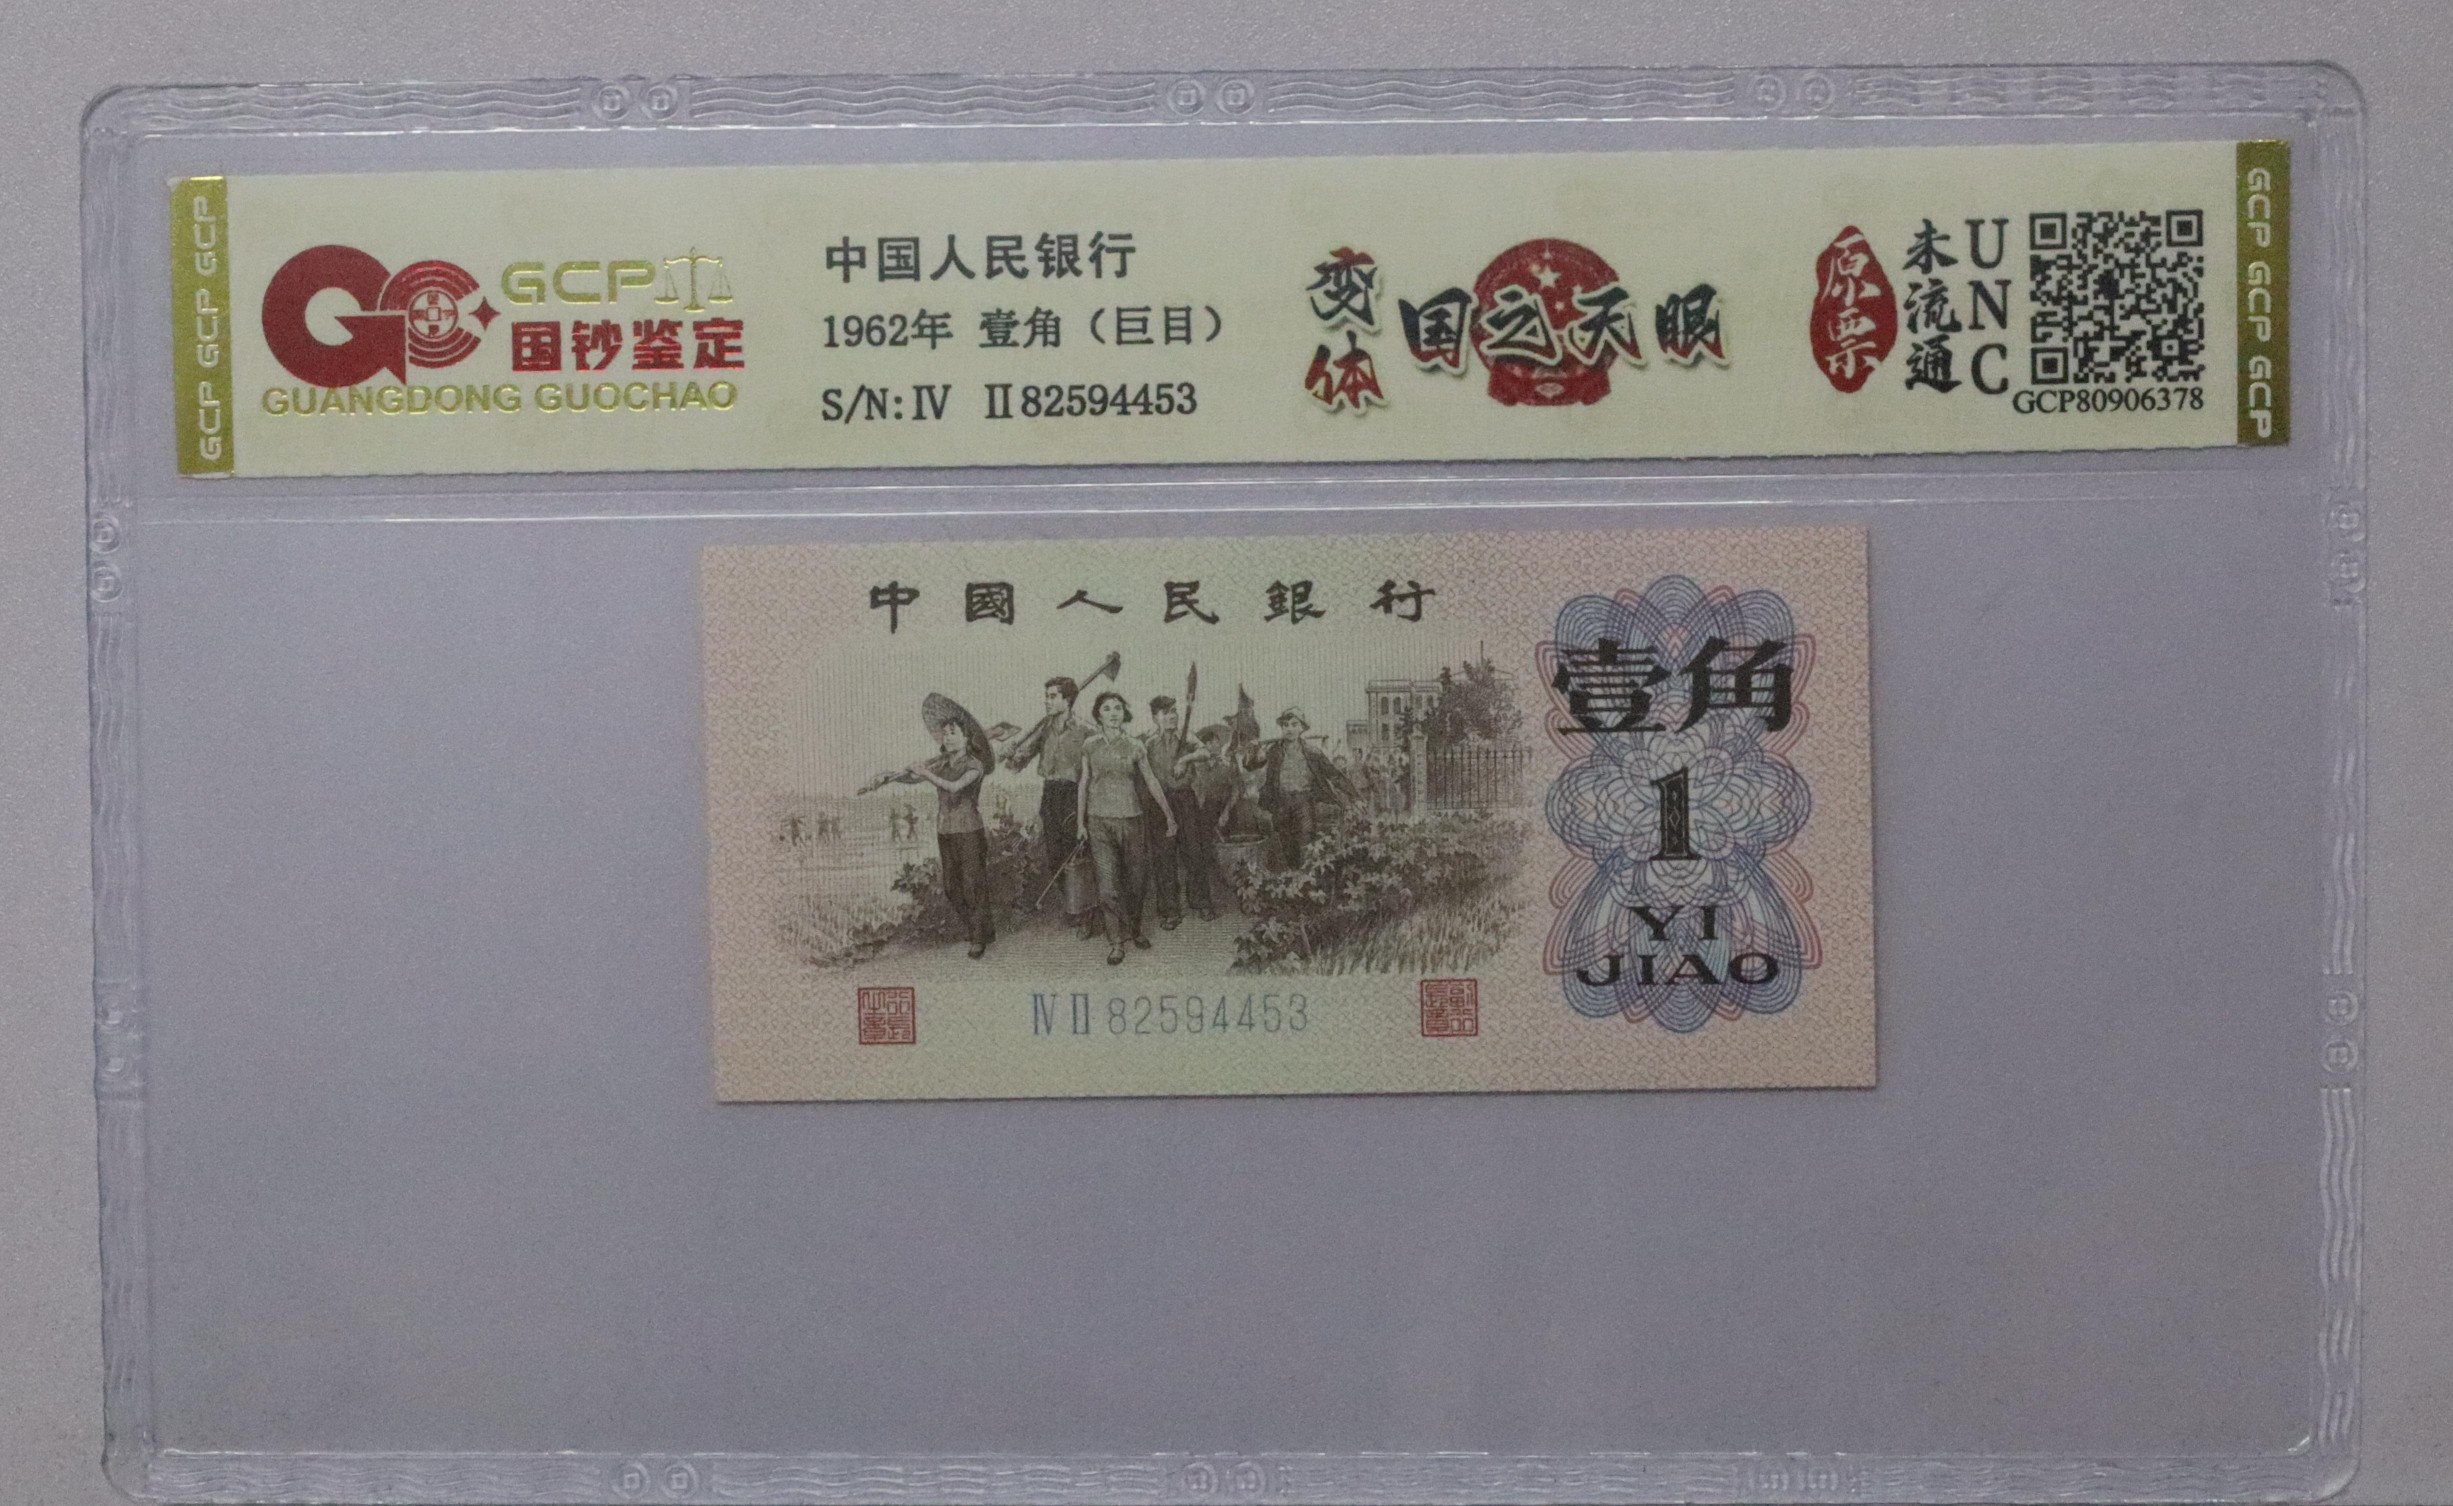 GCP GCP GCP
GCP
国钞鉴定
GUANGDONG GUOCHAO
中国人民银行
1962年 壹角（巨目）
S/N: Ⅳ Ⅱ82594453
变体
国之天眼
原票
未流通
UNC
GCP80906378
GCP GCP GCP
中國人民銀行
壹角
1
YI
JIAO
Ⅳ Ⅱ 82594453